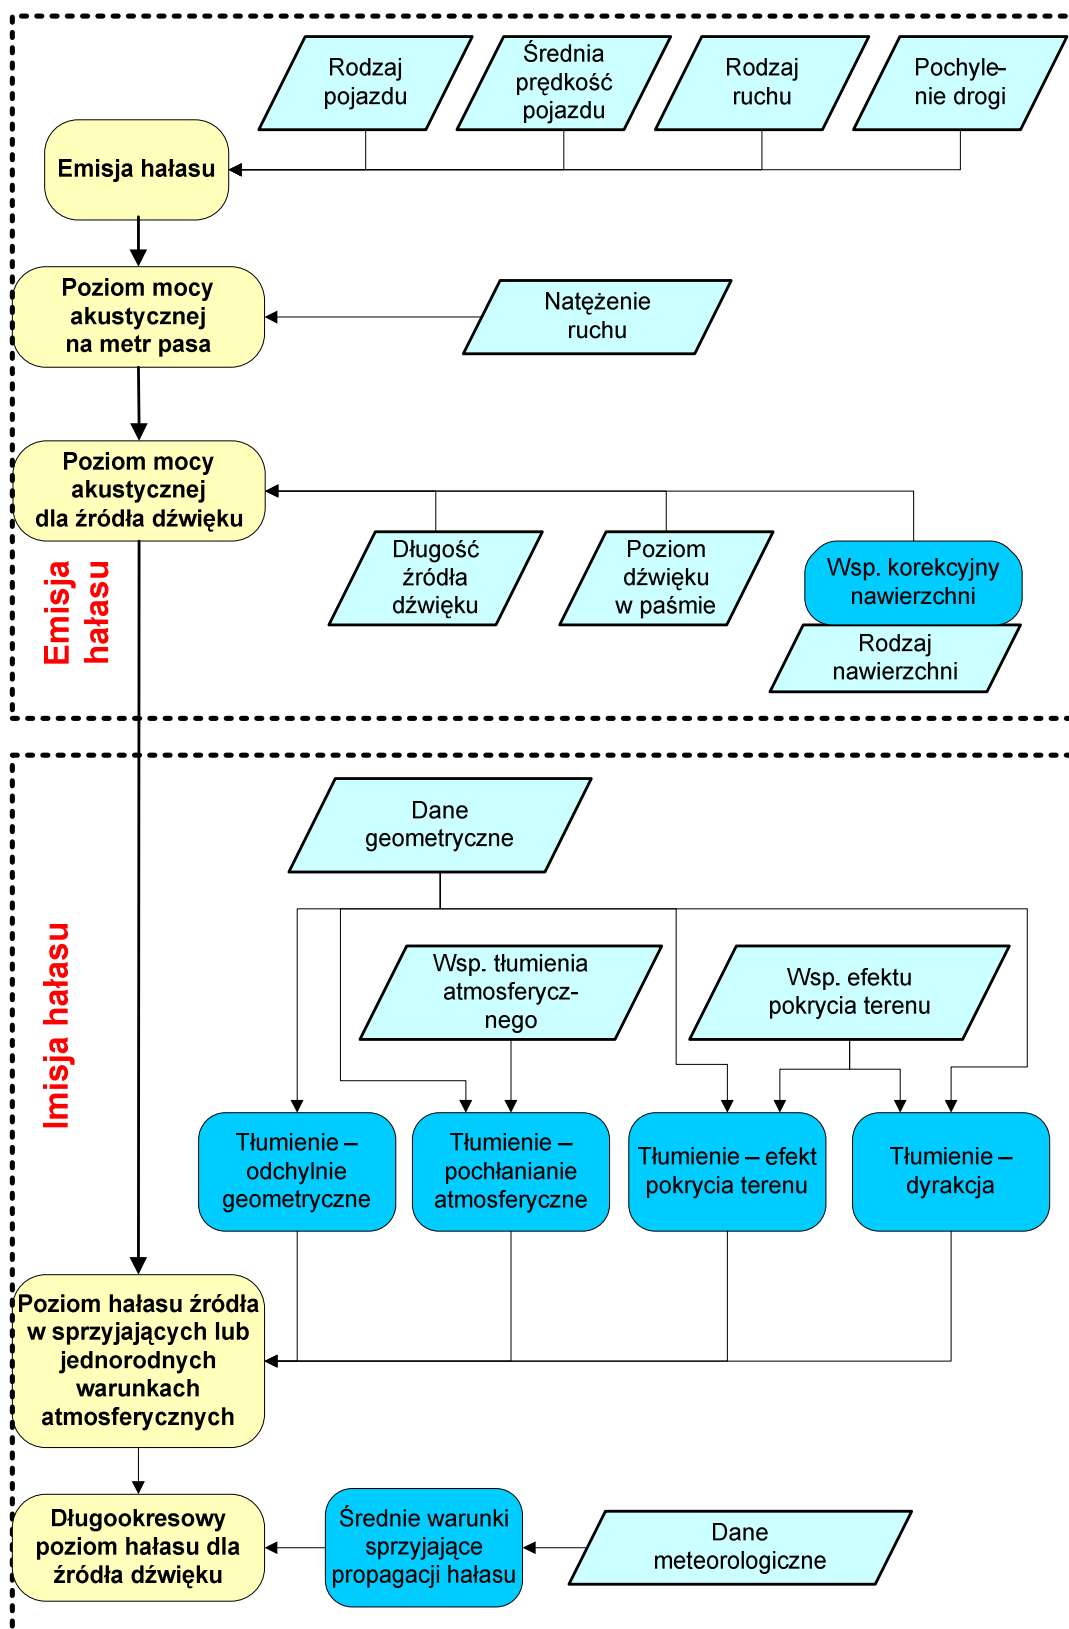 Rodzaj
pojazdu
Średnia
prędkość
pojazdu
Rodzaj
ruchu
Pochyle–
nie drogi
Emisja hałasu
Poziom mocy
akustycznej
na metr pasa
Natężenie
ruchu
Poziom mocy
akustycznej
dla źródła dźwięku
Długość
źródła
dźwięku
Poziom
dźwięku
w paśmie
Wsp. korekcyjny
nawierzchni
Rodzaj
nawierzchni
Emisja
hałasu
Dane
geometryczne
Wsp. tłumienia
atmosferycz-
nego
Wsp. efektu
pokrycia terenu
Imisja hałasu
Tłumienie –
odchylnie
geometryczne
Tłumienie –
pochłanianie
atmosferyczne
Tłumienie – efekt
pokrycia terenu
Tłumienie –
dyrakcja
Poziom hałasu źródła
w sprzyjających lub
jednorodnych
warunkach
atmosferycznych
Długookresowy
poziom hałasu dla
źródła dźwięku
Średnie warunki
sprzyjające
propagacji hałasu
Dane
meteorologiczne